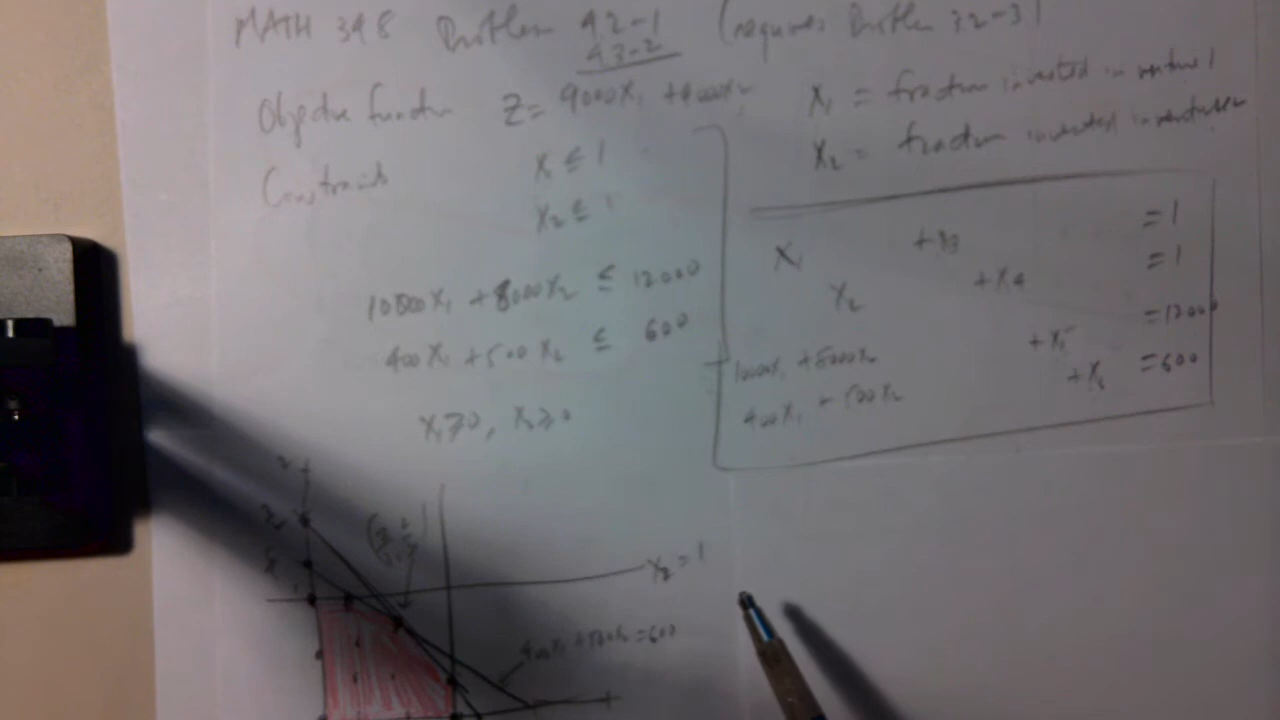 MATH 348 Problem 4.2-1 (requires Problem 3.2-3)
4.3-2
Objective function Z= 9000X₁ + 9000X₂
X₁ = fraction invested in venture 1
X₂ = fraction invested in venture 2
Constraints
X₁ ≤ 1
X₂ ≤ 1
10000X₁ + 8000X₂ ≤ 12000
400X₁ + 500X₂ ≤ 600
X₁≥0, X₂≥0
X₁ +X₃ =1
X₂ +X₄ =1
10000X₁ + 8000X₂ +X₅ =12000
400X₁ + 500X₂ +X₆ =600
X₂=1
400X₁ + 500X₂ =600